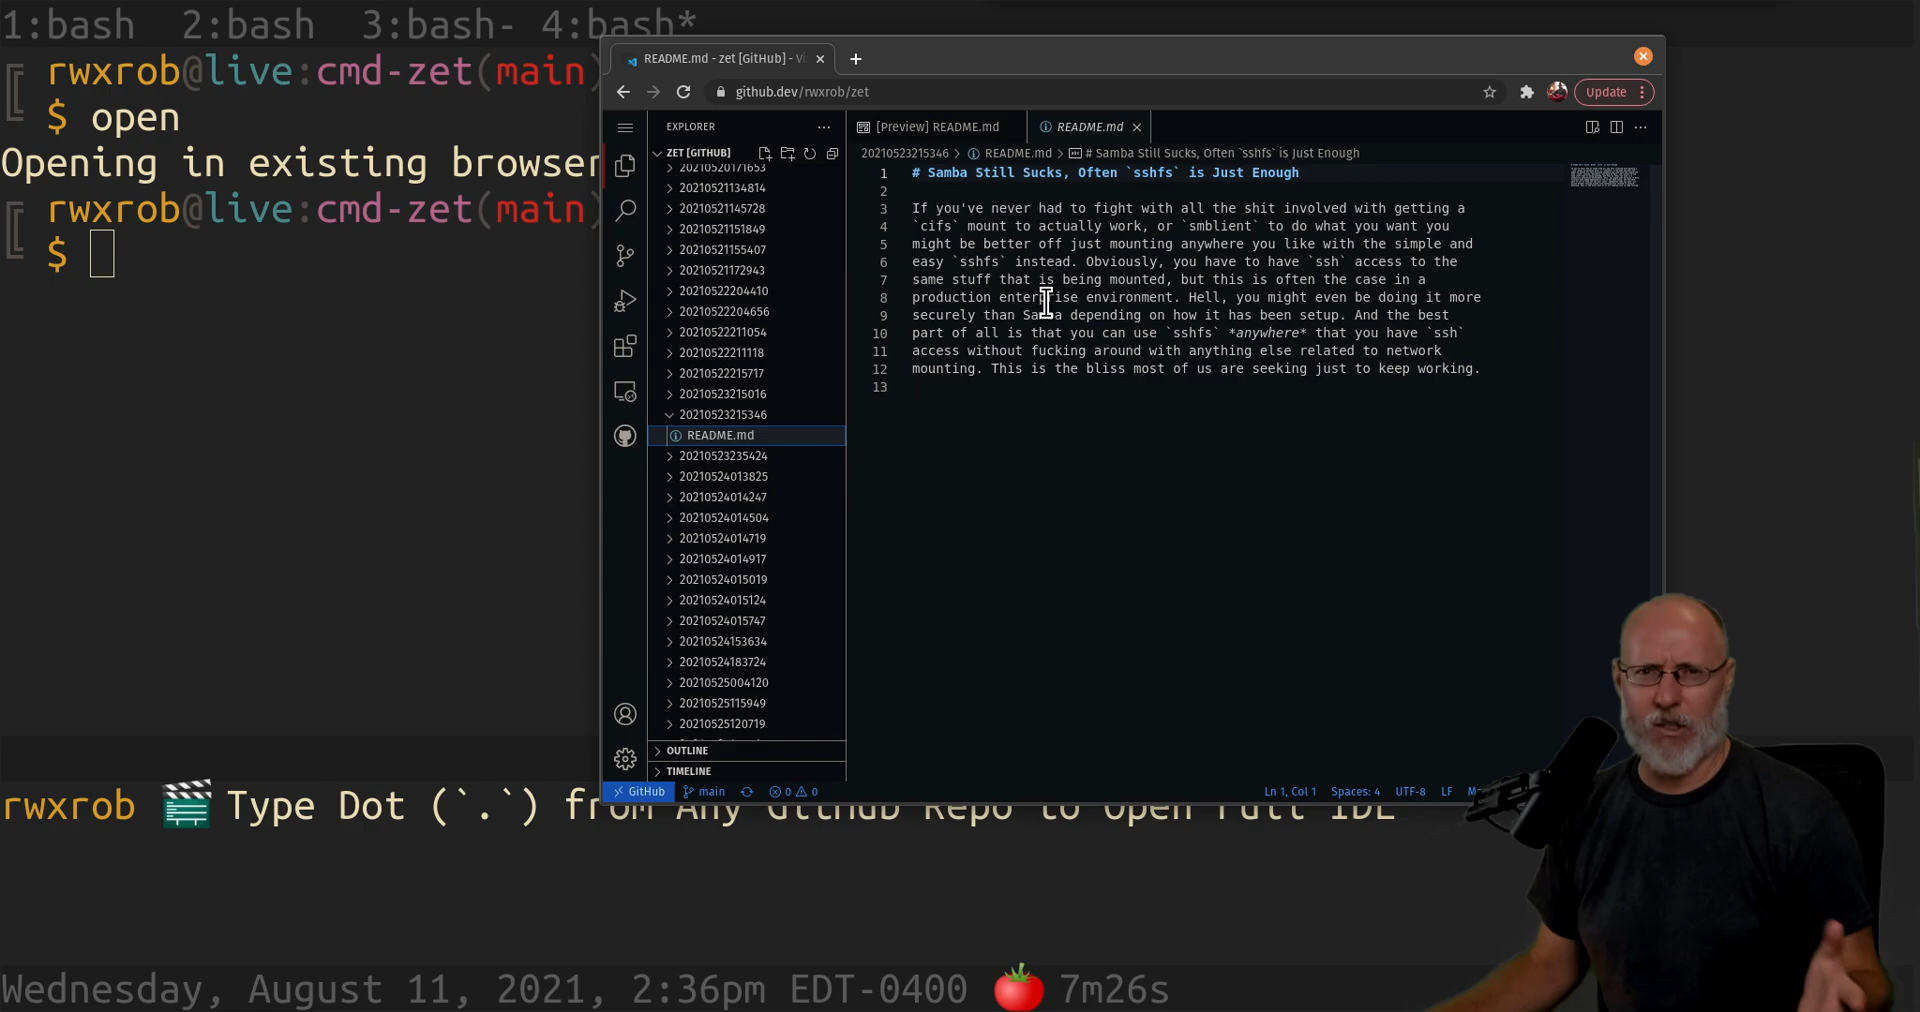 1:bash 2:bash 3:bash- 4:bash*
rwxrob@live:cmd-zet(main)
$ open
Opening in existing browser
rwxrob@live:cmd-zet(main)
$
README.md - zet [GitHub] - Vi
github.dev/rwxrob/zet
Update
EXPLORER
ZET [GITHUB]
20210520171653
20210521134814
20210521145728
20210521151849
20210521155407
20210521172943
20210522204410
20210522204656
20210522211054
20210522211118
20210522215717
20210523215016
20210523215346
README.md
20210523235424
20210524013825
20210524014247
20210524014504
20210524014719
20210524014917
20210524015019
20210524015124
20210524015747
20210524153634
20210524183724
20210525004120
20210525115949
20210525120719
OUTLINE
TIMELINE
[Preview] README.md
README.md
20210523215346 > README.md > # Samba Still Sucks, Often `sshfs` is Just Enough
1 # Samba Still Sucks, Often `sshfs` is Just Enough
2
3 If you've never had to fight with all the shit involved with getting a
4 `cifs` mount to actually work, or `smblient` to do what you want you
5 might be better off just mounting anywhere you like with the simple and
6 easy `sshfs` instead. Obviously, you have to have `ssh` access to the
7 same stuff that is being mounted, but this is often the case in a
8 production enterprise environment. Hell, you might even be doing it more
9 securely than Samba depending on how it has been setup. And the best
10 part of all is that you can use `sshfs` *anywhere* that you have `ssh`
11 access without fucking around with anything else related to network
12 mounting. This is the bliss most of us are seeking just to keep working.
13
GitHub main 0 0 Ln 1, Col 1 Spaces: 4 UTF-8 LF
rwxrob 🎬 Type Dot (`.`) from Any GitHub Repo to Open Full IDE
Wednesday, August 11, 2021, 2:36pm EDT-0400 🍅 7m26s